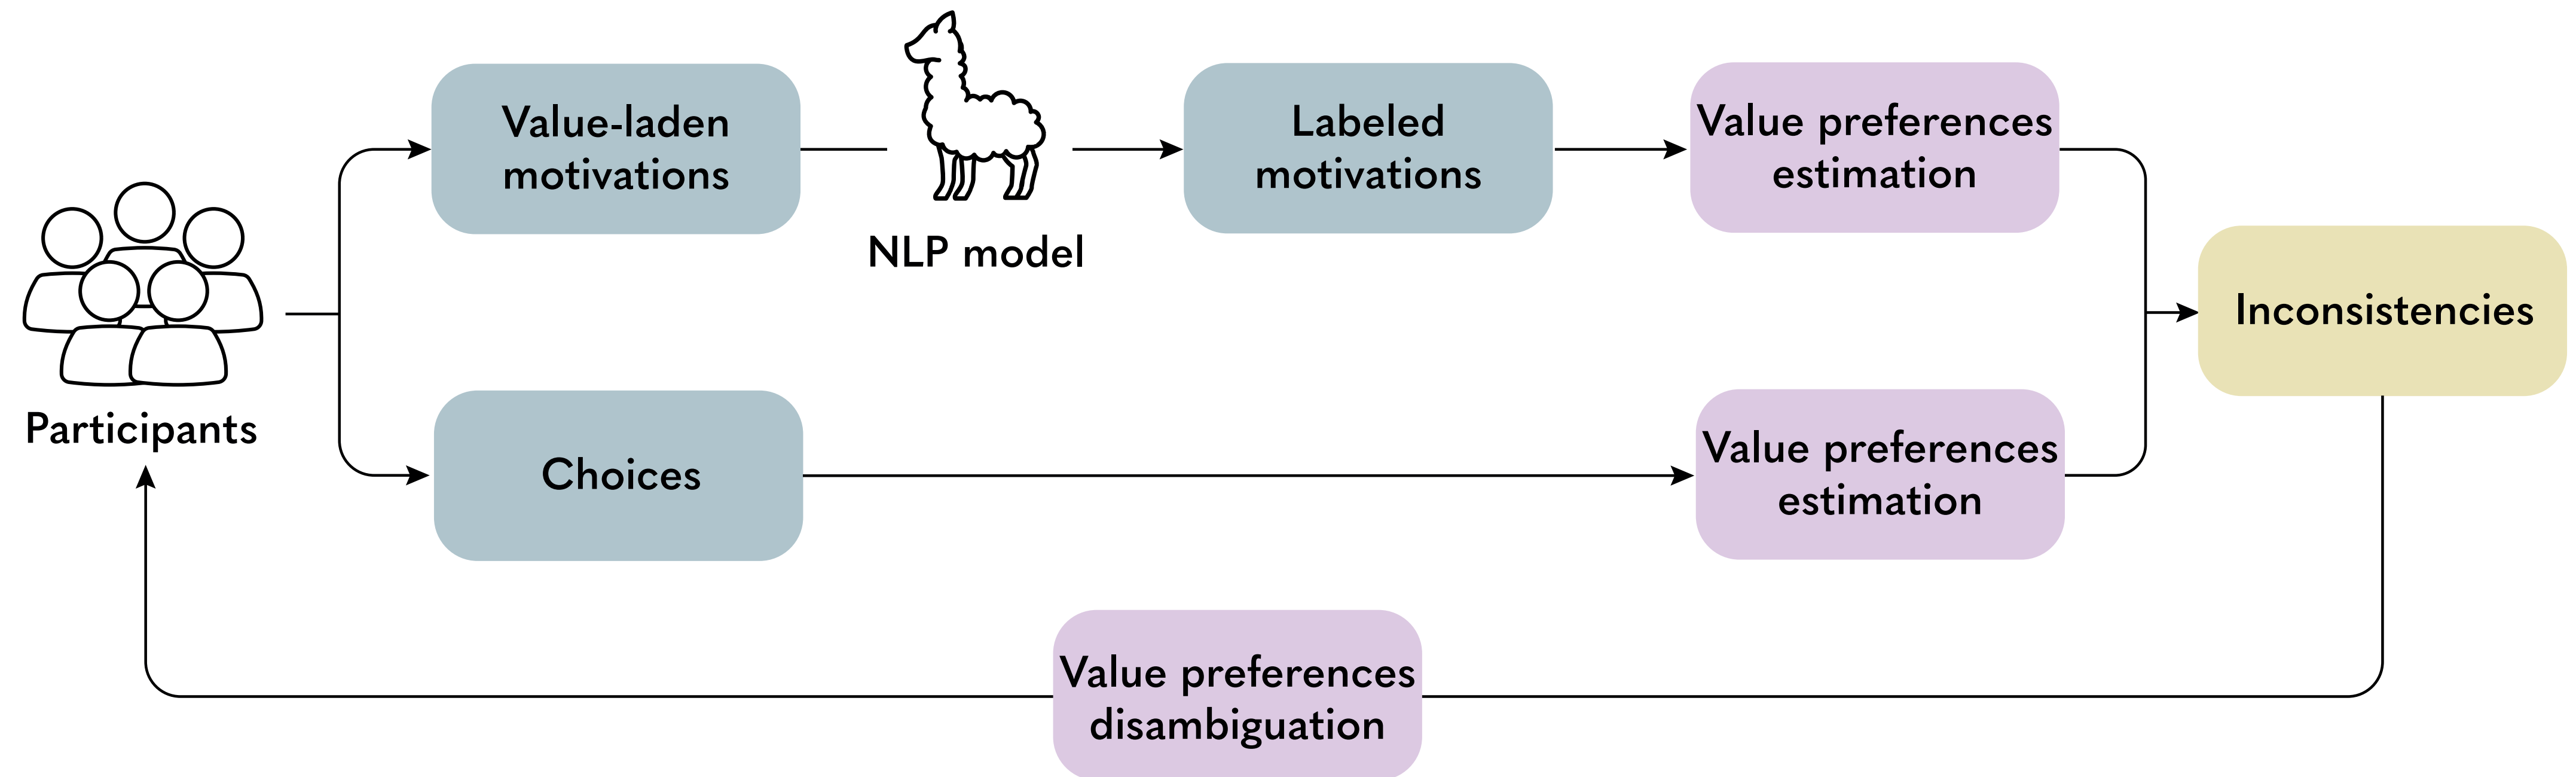 Value-laden
motivations
NLP model
Labeled
motivations
Value preferences
estimation
Inconsistencies
Participants
Choices
Value preferences
estimation
Value preferences
disambiguation